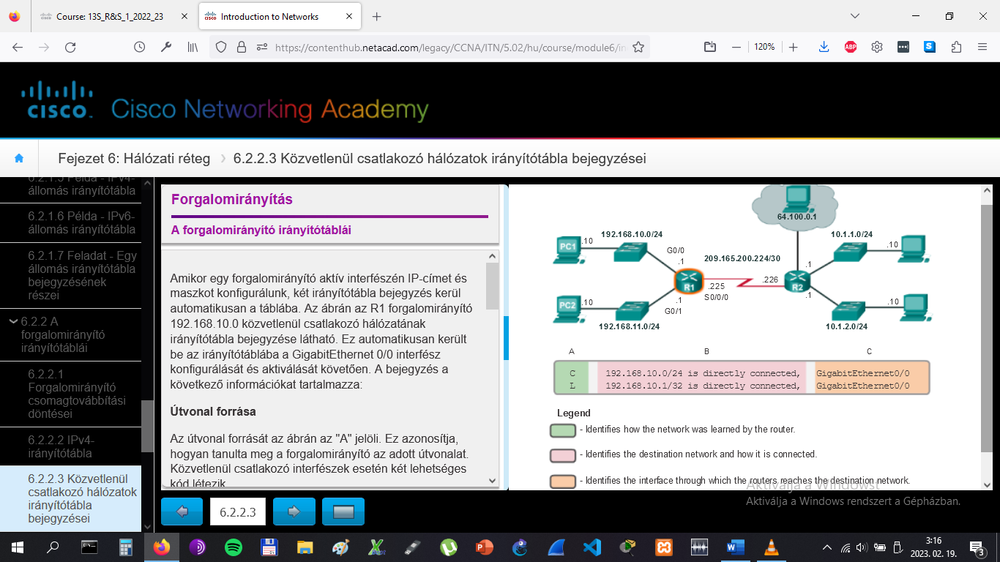 Course: 13S_R&S_1_2022_23
Introduction to Networks
https://contenthub.netacad.com/legacy/CCNA/ITN/5.02/hu/course/module6/in
120%
ABP
S
CISCO
Cisco Networking Academy
Fejezet 6: Hálózati réteg
6.2.2.3 Közvetlenül csatlakozó hálózatok irányítótábla bejegyzései
6.2.1.5 Példa - IPv4-
állomás irányítótábla
6.2.1.6 Példa - IPv6-
állomás irányítótábla
6.2.1.7 Feladat - Egy
állomás irányítótábla
bejegyzésének
részei
6.2.2 A
forgalomirányító
irányítótáblái
6.2.2.1
Forgalomirányító
csomagtovábbítási
döntései
6.2.2.2 IPv4-
irányítótábla
6.2.2.3 Közvetlenül
csatlakozó hálózatok
irányítótábla
bejegyzései
Forgalomirányítás
A forgalomirányító irányítótáblái
Amikor egy forgalomirányító aktív interfészén IP-címet és
maszkot konfigurálunk, két irányítótábla bejegyzés kerül
automatikusan a táblába. Az ábrán az R1 forgalomirányító
192.168.10.0 közvetlenül csatlakozó hálózatának
irányítótábla bejegyzése látható. Ez automatikusan került
be az irányítótáblába a GigabitEthernet 0/0 interfész
konfigurálását és aktiválását követően. A bejegyzés a
következő információkat tartalmazza:
Útvonal forrása
Az útvonal forrását az ábrán az "A" jelöli. Ez azonosítja,
hogyan tanulta meg a forgalomirányító az adott útvonalat.
Közvetlenül csatlakozó interfészek esetén két lehetséges
kód létezik
6.2.2.3
64.100.0.1
192.168.10.0/24
10.1.1.0/24
PC1
.10
.10
G0/0
.1
209.165.200.224/30
.1
R1
.225
.226
R2
S0/0/0
.1
.1
G0/1
PC2
.10
.10
192.168.11.0/24
10.1.2.0/24
A B C
C 192.168.10.0/24 is directly connected, GigabitEthernet0/0
L 192.168.10.1/32 is directly connected, GigabitEthernet0/0
Legend
- Identifies how the network was learned by the router.
- Identifies the destination network and how it is connected.
- Identifies the interface through which the routers reaches the destination network.
Aktiválja a Windowst
Aktiválja a Windows rendszert a Gépházban.
3:16
2023. 02. 19.
3